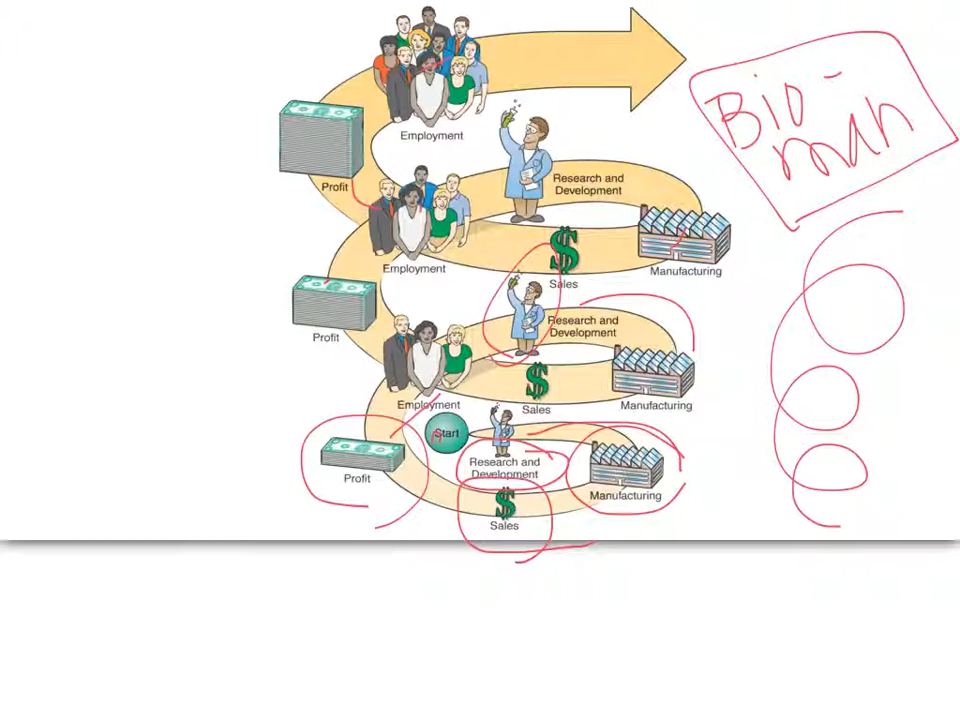 Employment
Bio-
man
Profit
Research and
Development
Employment
Manufacturing
Sales
Profit
Research and
Development
Manufacturing
Sales
Employment
Start
Research and
Development
Profit
Manufacturing
Sales